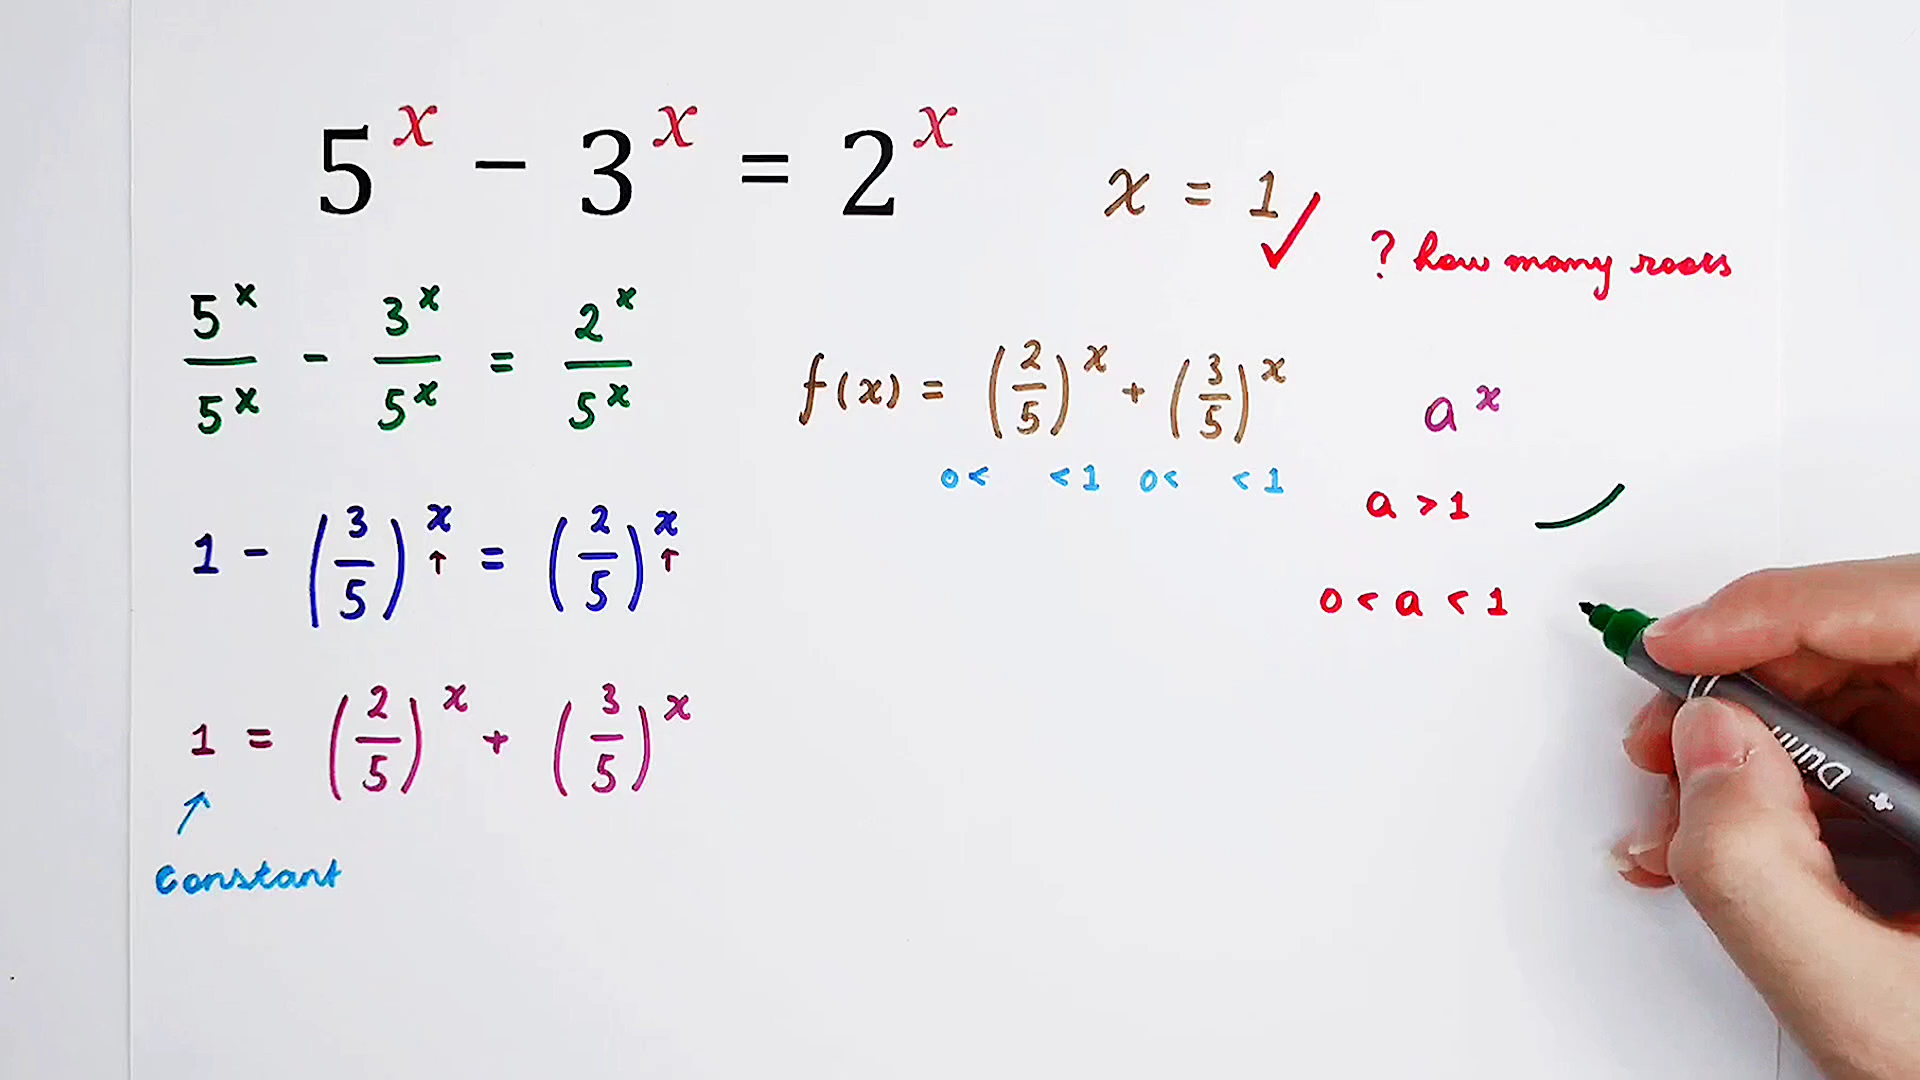 5^x − 3^x = 2^x
x = 1 ✓
? how many roots
5^x/5^x − 3^x/5^x = 2^x/5^x
f(x) = (2/5)^x + (3/5)^x
0 < < 1 0 < < 1
a^x
a > 1
0 < a < 1
1 − (3/5)^x = (2/5)^x
↑ ↑
1 = (2/5)^x + (3/5)^x
↑
constant